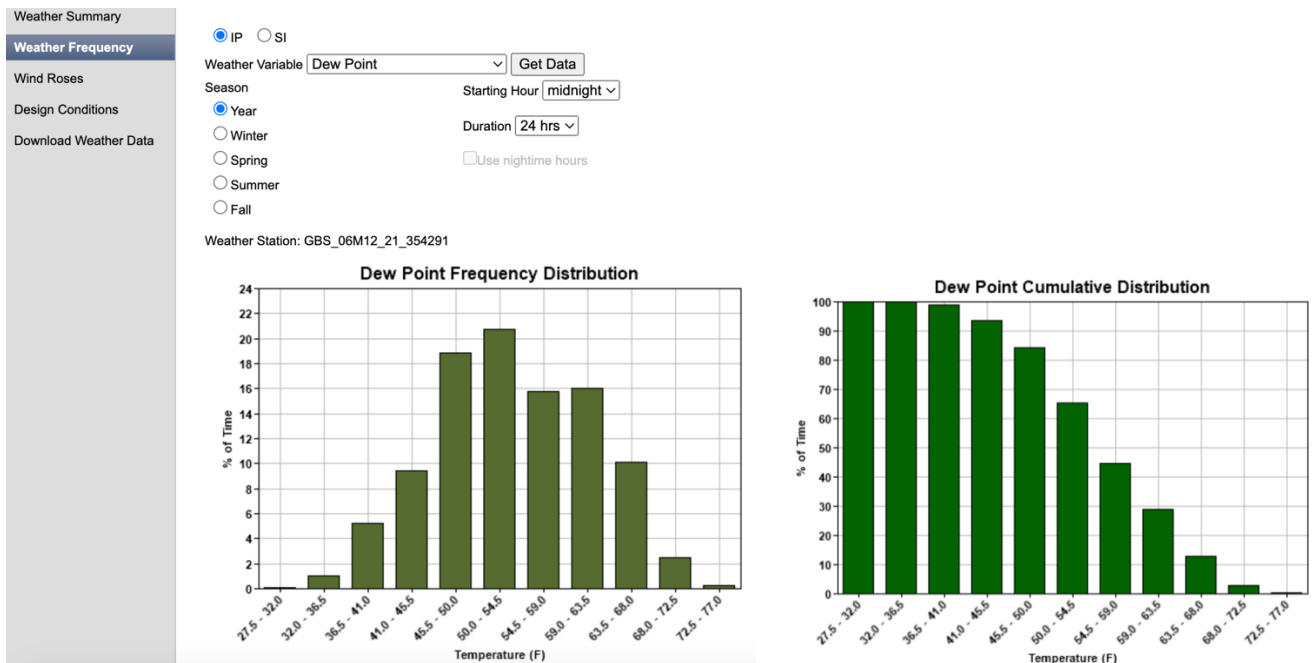 Weather Summary
Weather Frequency
Wind Roses
Design Conditions
Download Weather Data
IP SI
Weather Variable Dew Point Get Data
Season
Starting Hour midnight
Year
Duration 24 hrs
Winter
Spring
Use nightime hours
Summer
Fall
Weather Station: GBS_06M12_21_354291
Dew Point Frequency Distribution
% of Time
24
22
20
18
16
14
12
10
8
6
4
2
0
27.5 - 32.0
32.0 - 36.5
36.5 - 41.0
41.0 - 45.5
45.5 - 50.0
50.0 - 54.5
54.5 - 59.0
59.0 - 63.5
63.5 - 68.0
68.0 - 72.5
72.5 - 77.0
Temperature (F)
Dew Point Cumulative Distribution
% of Time
100
90
80
70
60
50
40
30
20
10
0
27.5 - 32.0
32.0 - 36.5
36.5 - 41.0
41.0 - 45.5
45.5 - 50.0
50.0 - 54.5
54.5 - 59.0
59.0 - 63.5
63.5 - 68.0
68.0 - 72.5
72.5 - 77.0
Temperature (F)